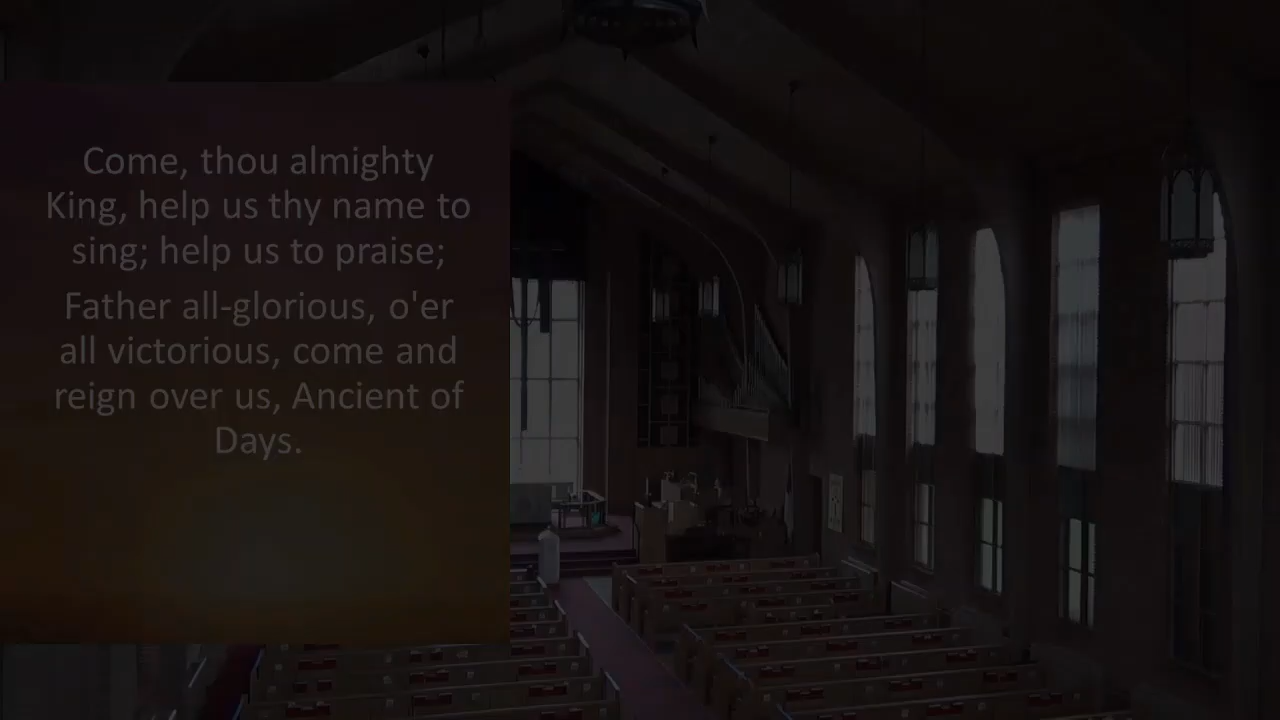 Come, thou almighty
King, help us thy name to
sing; help us to praise;
Father all-glorious, o'er
all victorious, come and
reign over us, Ancient of
Days.